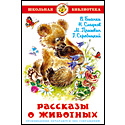 ШКОЛЬНАЯ
БИБЛИОТЕКА
В. Бианки
Н. Сладков
М. Пришвин
Г. Скребицкий
РАССКАЗЫ
О ЖИВОТНЫХ